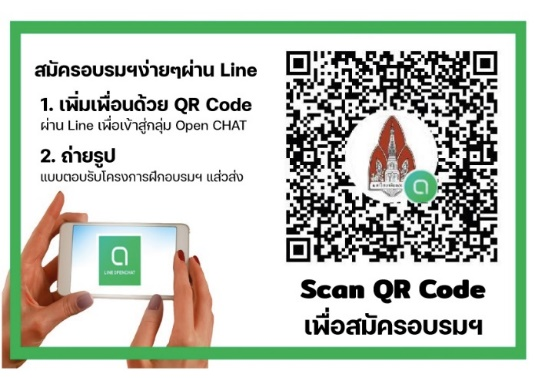 สมัครอบรมฯง่ายๆผ่าน Line
1. เพิ่มเพื่อนด้วย QR Code
ผ่าน Line เพื่อเข้าสู่กลุ่ม Open CHAT
2. ถ่ายรูป
แบบตอบรับโครงการฝึกอบรมฯ แล่วส่ง
LINE OPENCHAT
Scan QR Code
เพื่อสมัครอบรมฯ